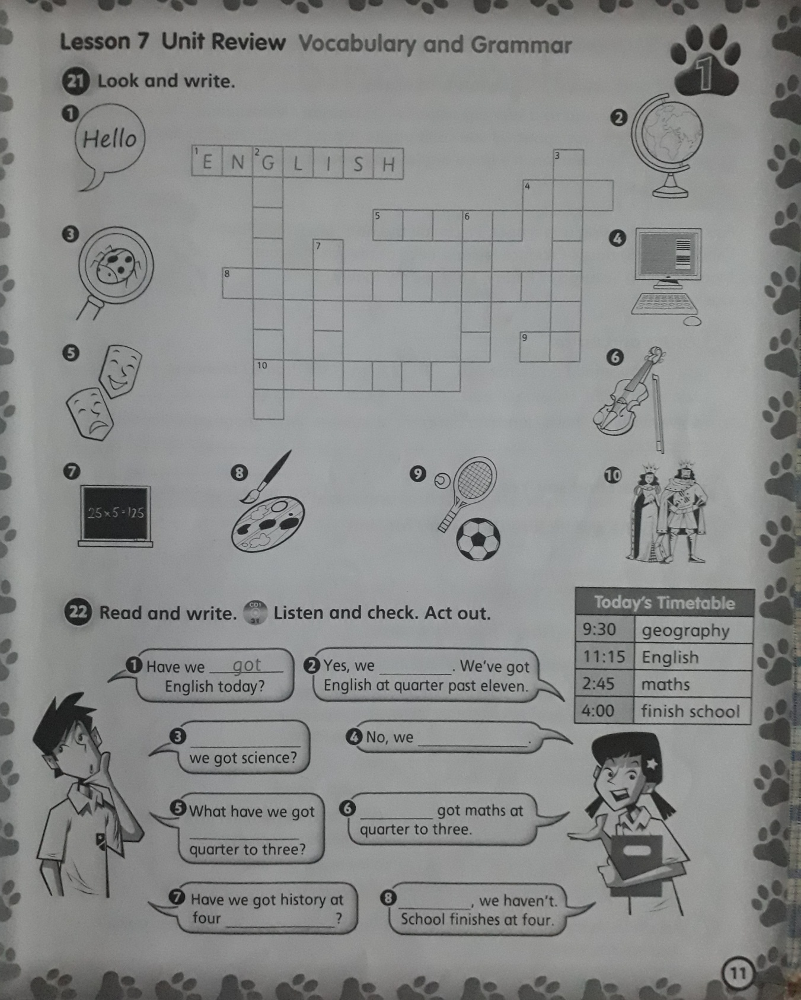 Lesson 7 Unit Review Vocabulary and Grammar
1
21 Look and write.
1
Hello
2
3
4
5
6
7
25×5=125
8
9
10
1 E N 2 G L I S H
3
4
5
6
7
8
9
10
22 Read and write. CD1 31 Listen and check. Act out.
Today's Timetable
9:30 geography
11:15 English
2:45 maths
4:00 finish school
1 Have we got
English today?
2 Yes, we ________. We've got
English at quarter past eleven.
3 ____________
we got science?
4 No, we ____________.
5 What have we got
____________
quarter to three?
6 ________ got maths at
quarter to three.
7 Have we got history at
four ____________?
8 ________, we haven't.
School finishes at four.
11